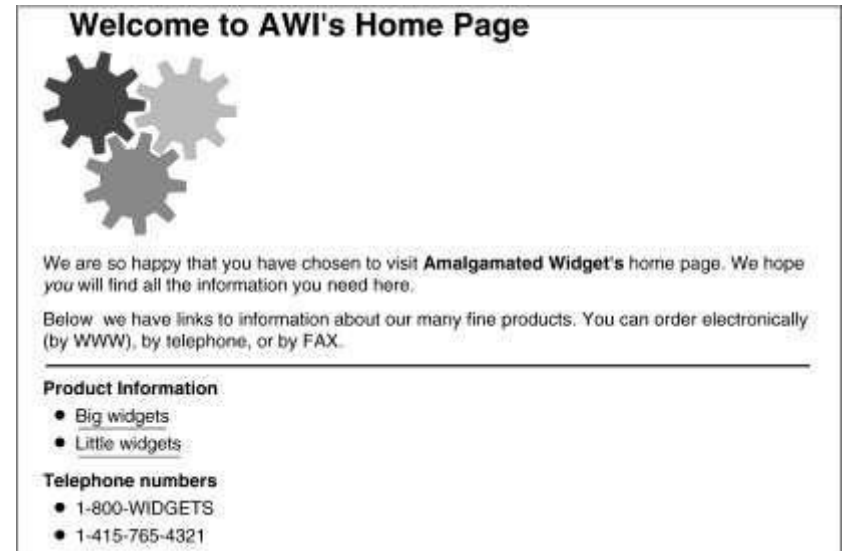 Welcome to AWI's Home Page
We are so happy that you have chosen to visit Amalgamated Widget's home page. We hope
you will find all the information you need here.
Below we have links to information about our many fine products. You can order electronically
(by WWW), by telephone, or by FAX.
Product Information
● Big widgets
● Little widgets
Telephone numbers
● 1-800-WIDGETS
● 1-415-765-4321